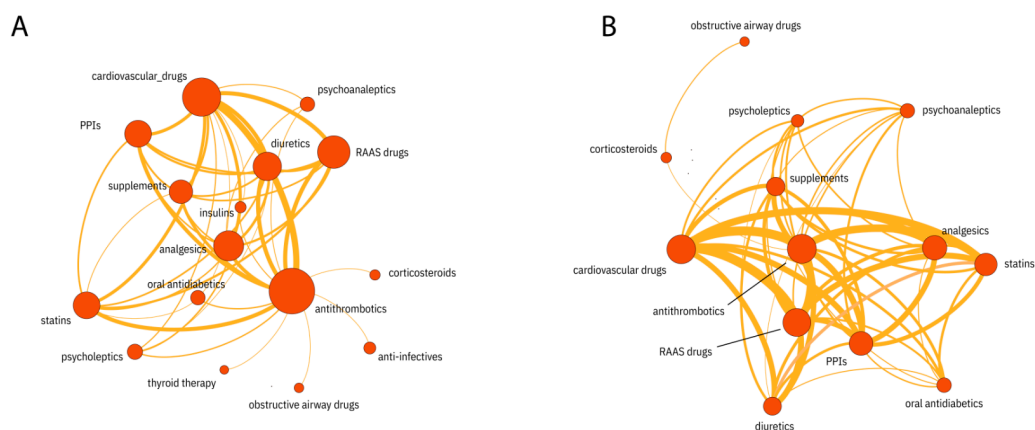 A
cardiovascular_drugs
psychoanaleptics
PPIs
diuretics
RAAS drugs
supplements
insulins
analgesics
corticosteroids
oral antidiabetics
antithrombotics
statins
psycholeptics
anti-infectives
thyroid therapy
obstructive airway drugs
B
obstructive airway drugs
psycholeptics
psychoanaleptics
corticosteroids
supplements
analgesics
cardiovascular drugs
statins
antithrombotics
RAAS drugs
PPIs
oral antidiabetics
diuretics